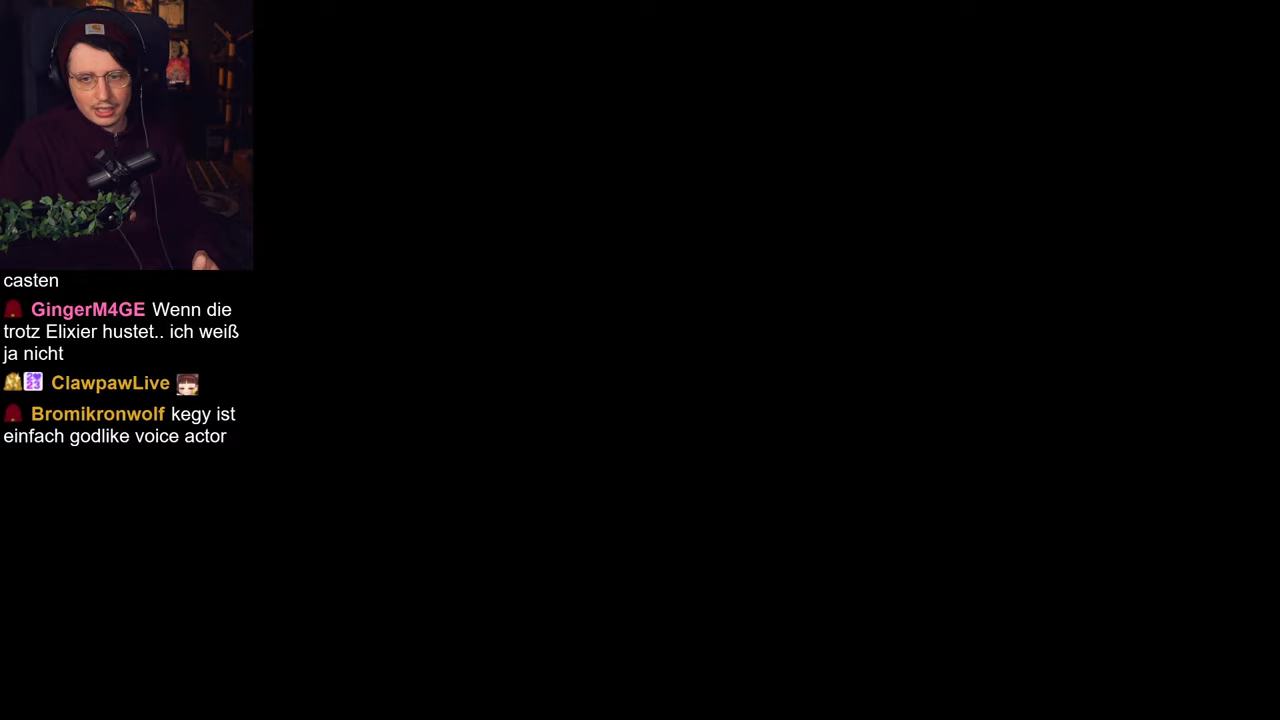 casten
GingerM4GE Wenn die
trotz Elixier hustet.. ich weiß
ja nicht
ClawpawLive
Bromikronwolf kegy ist
einfach godlike voice actor